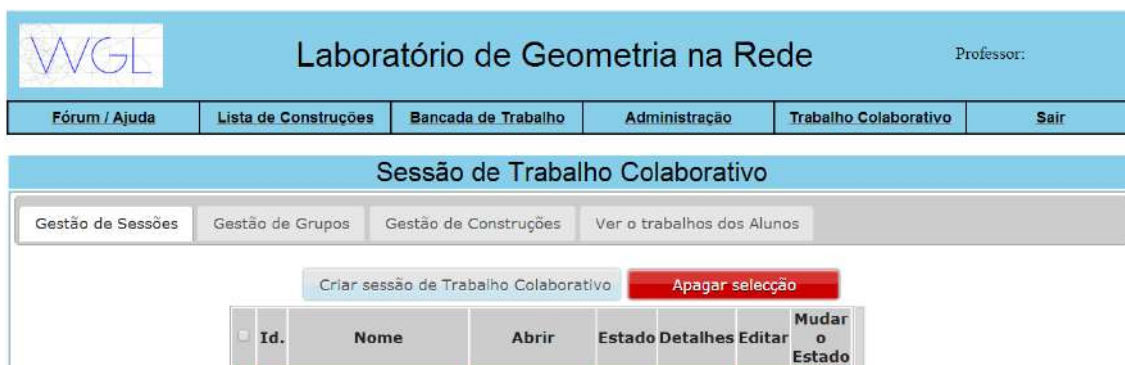 WGL
Laboratório de Geometria na Rede
Professor:
Fórum / Ajuda Lista de Construções Bancada de Trabalho Administração Trabalho Colaborativo Sair
Sessão de Trabalho Colaborativo
Gestão de Sessões Gestão de Grupos Gestão de Construções Ver o trabalhos dos Alunos
Criar sessão de Trabalho Colaborativo Apagar selecção
Id. Nome Abrir Estado Detalhes Editar Mudar
o
Estado